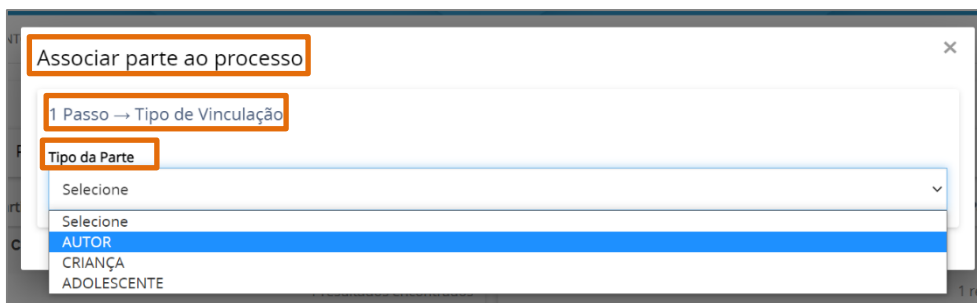 Associar parte ao processo
×
1 Passo → Tipo de Vinculação
Tipo da Parte
Selecione
Selecione
AUTOR
CRIANÇA
ADOLESCENTE